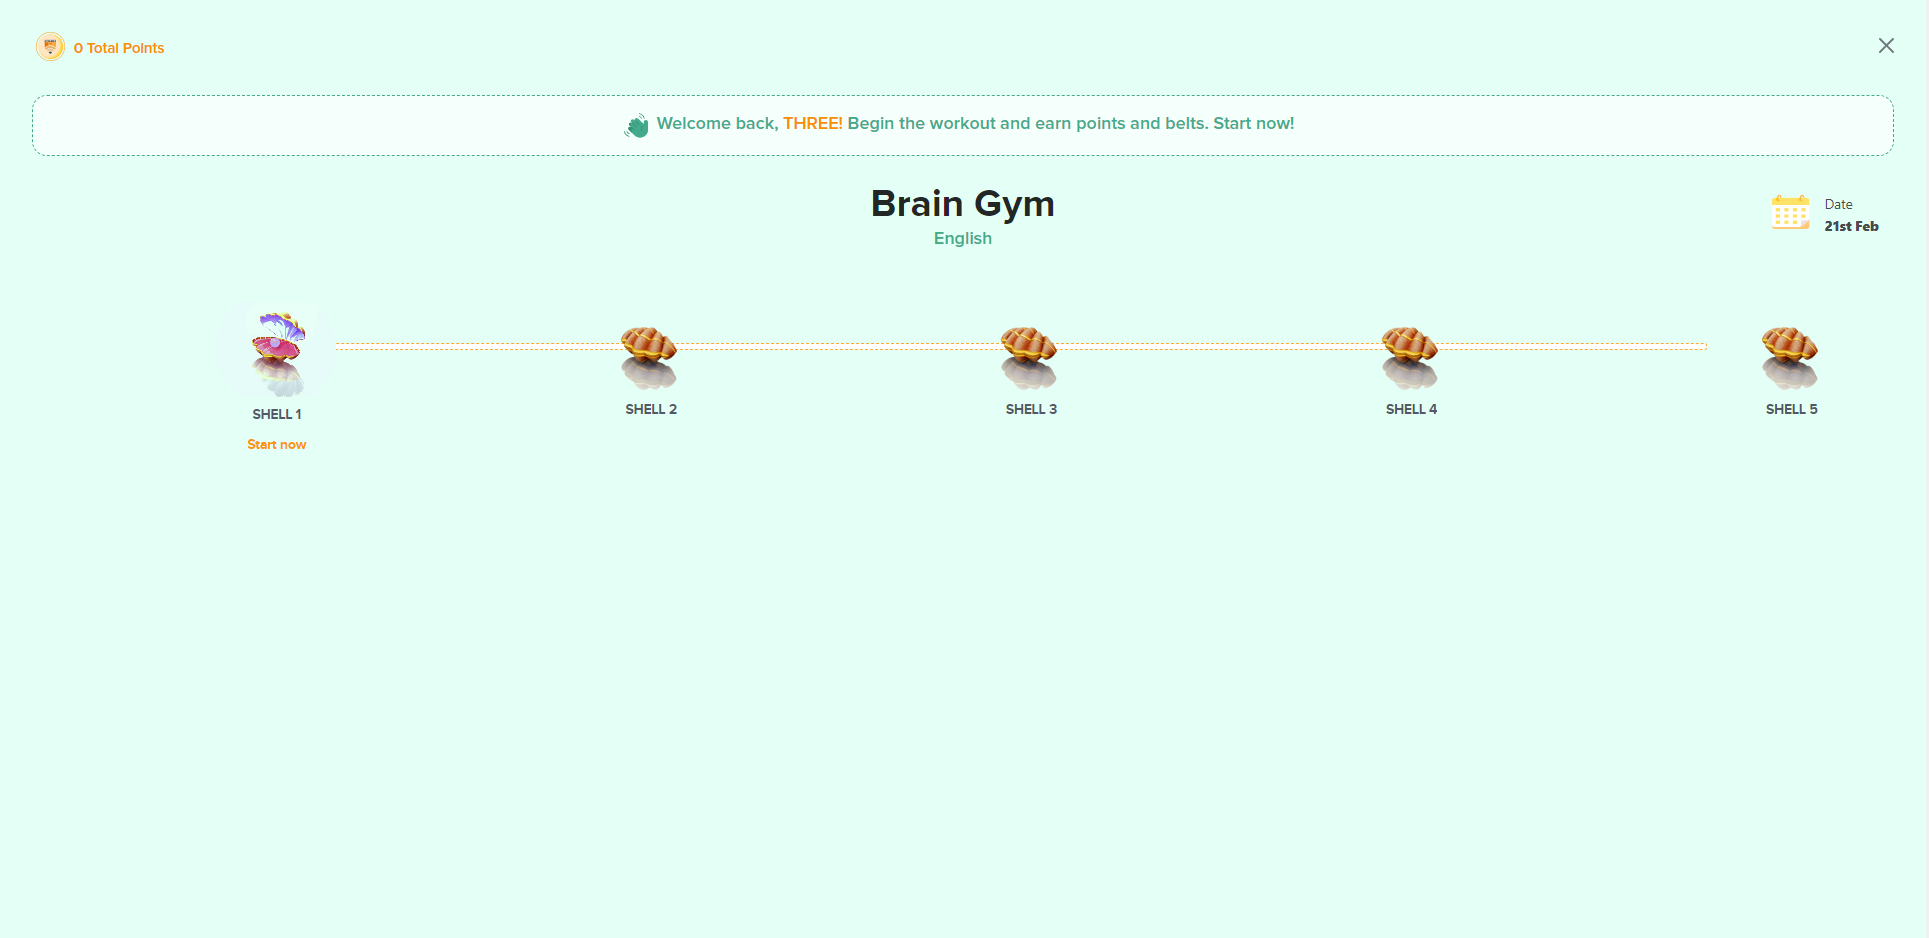 0 Total Points
Welcome back, THREE! Begin the workout and earn points and belts. Start now!
Brain Gym
English
Date
21st Feb
SHELL 1
SHELL 2
SHELL 3
SHELL 4
SHELL 5
Start now